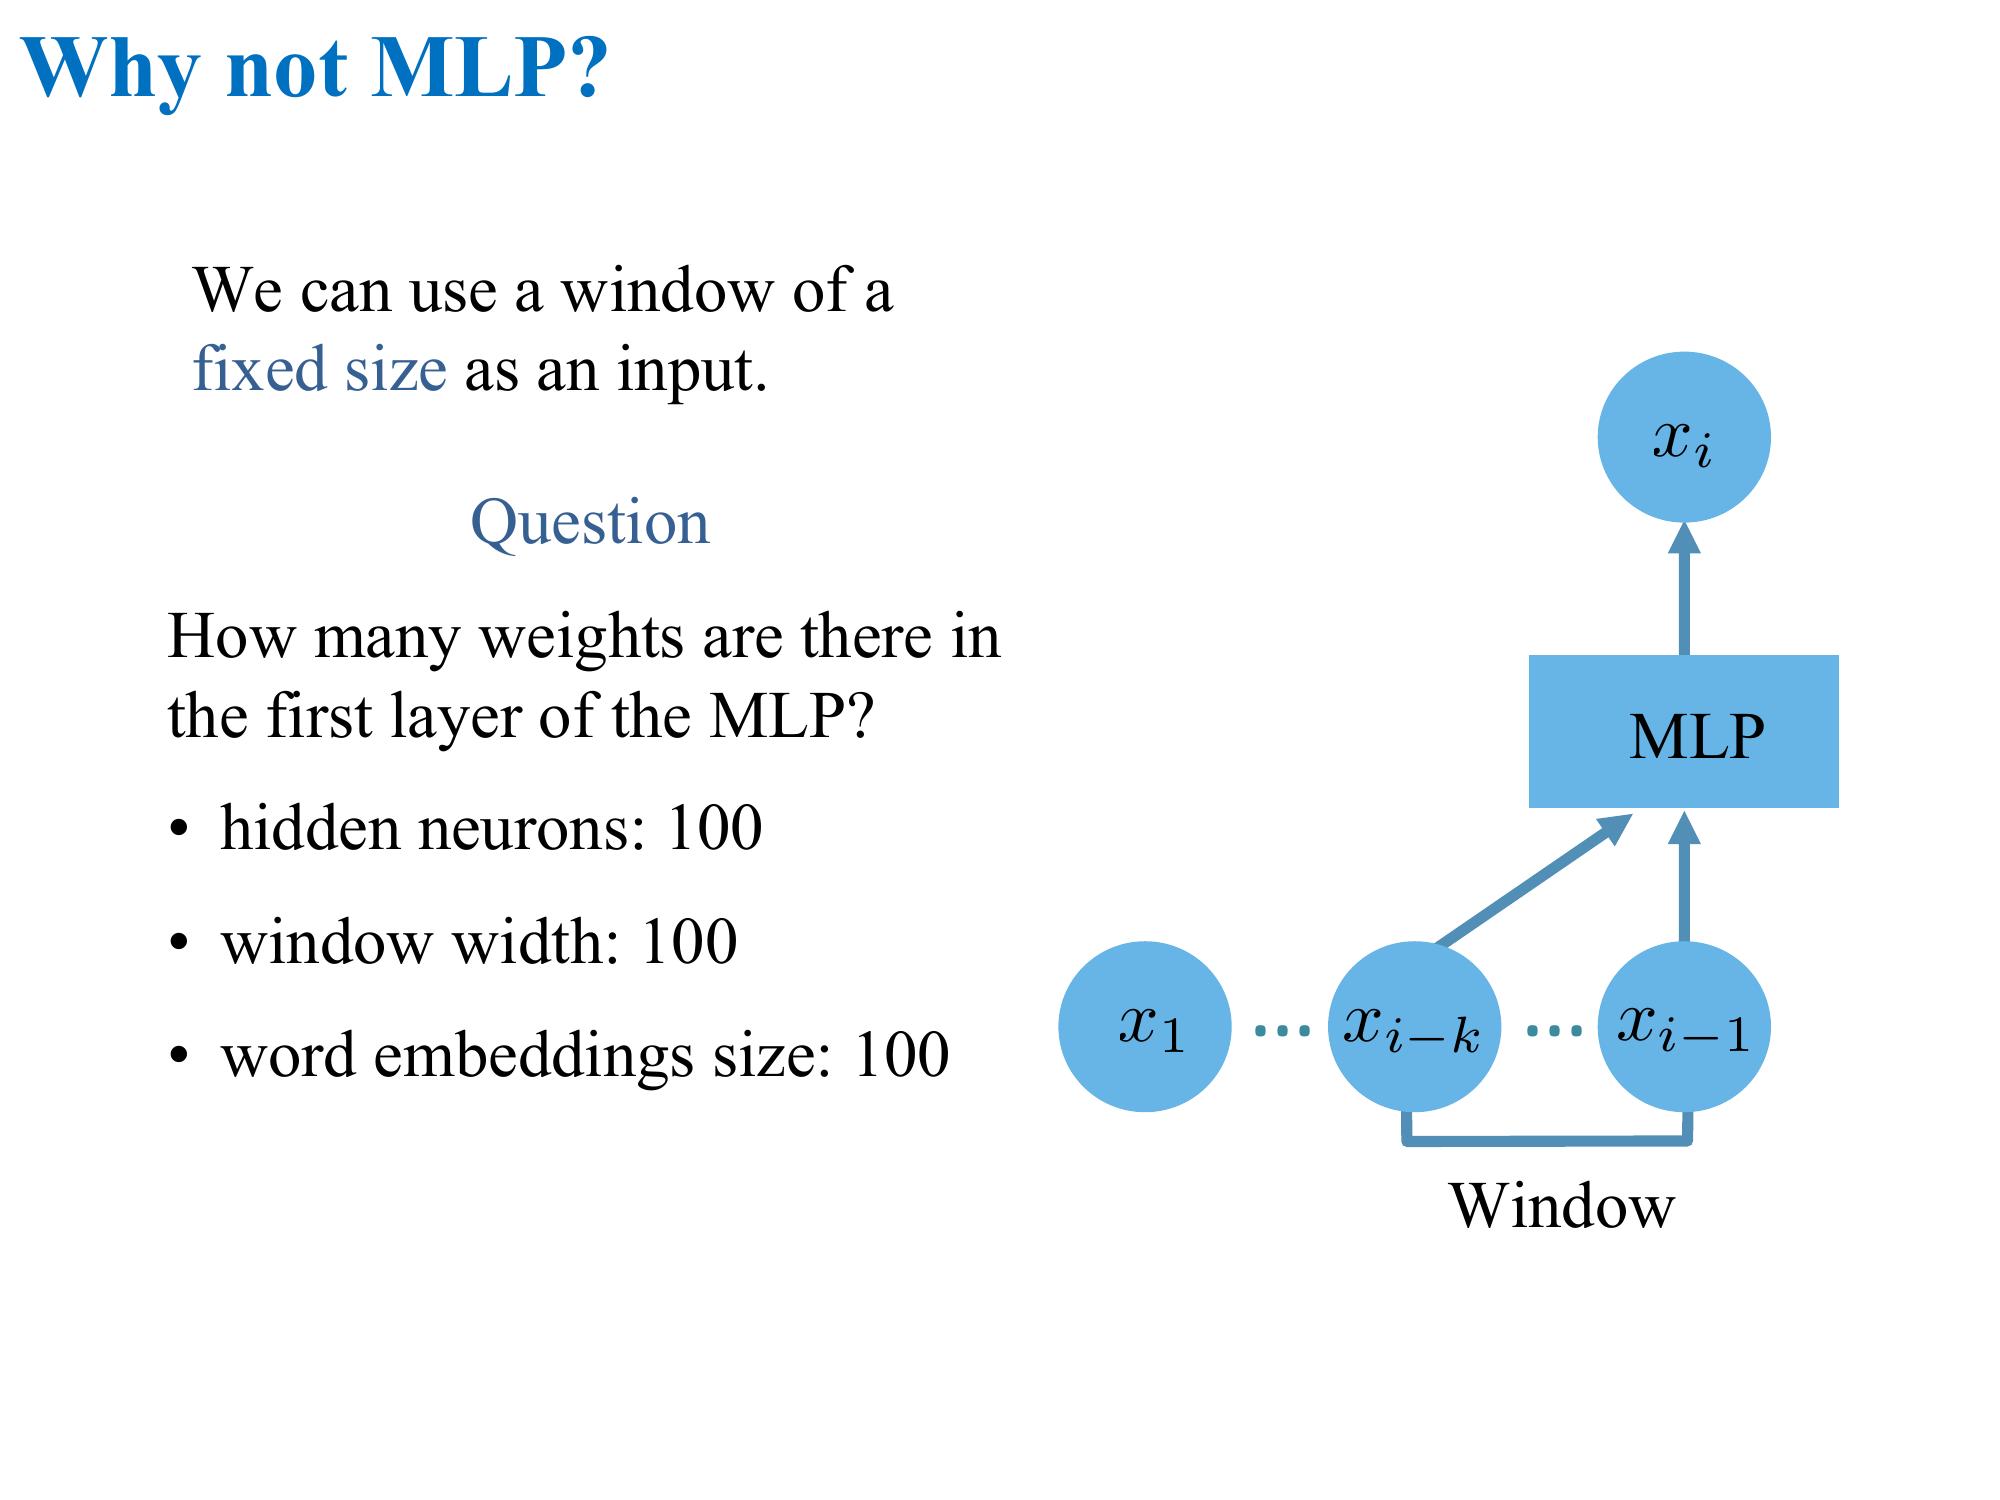 Why not MLP?
We can use a window of a
fixed size as an input.
Question
How many weights are there in
the first layer of the MLP?
• hidden neurons: 100
• window width: 100
• word embeddings size: 100
x_i
MLP
x_1 ... x_{i-k} ... x_{i-1}
Window